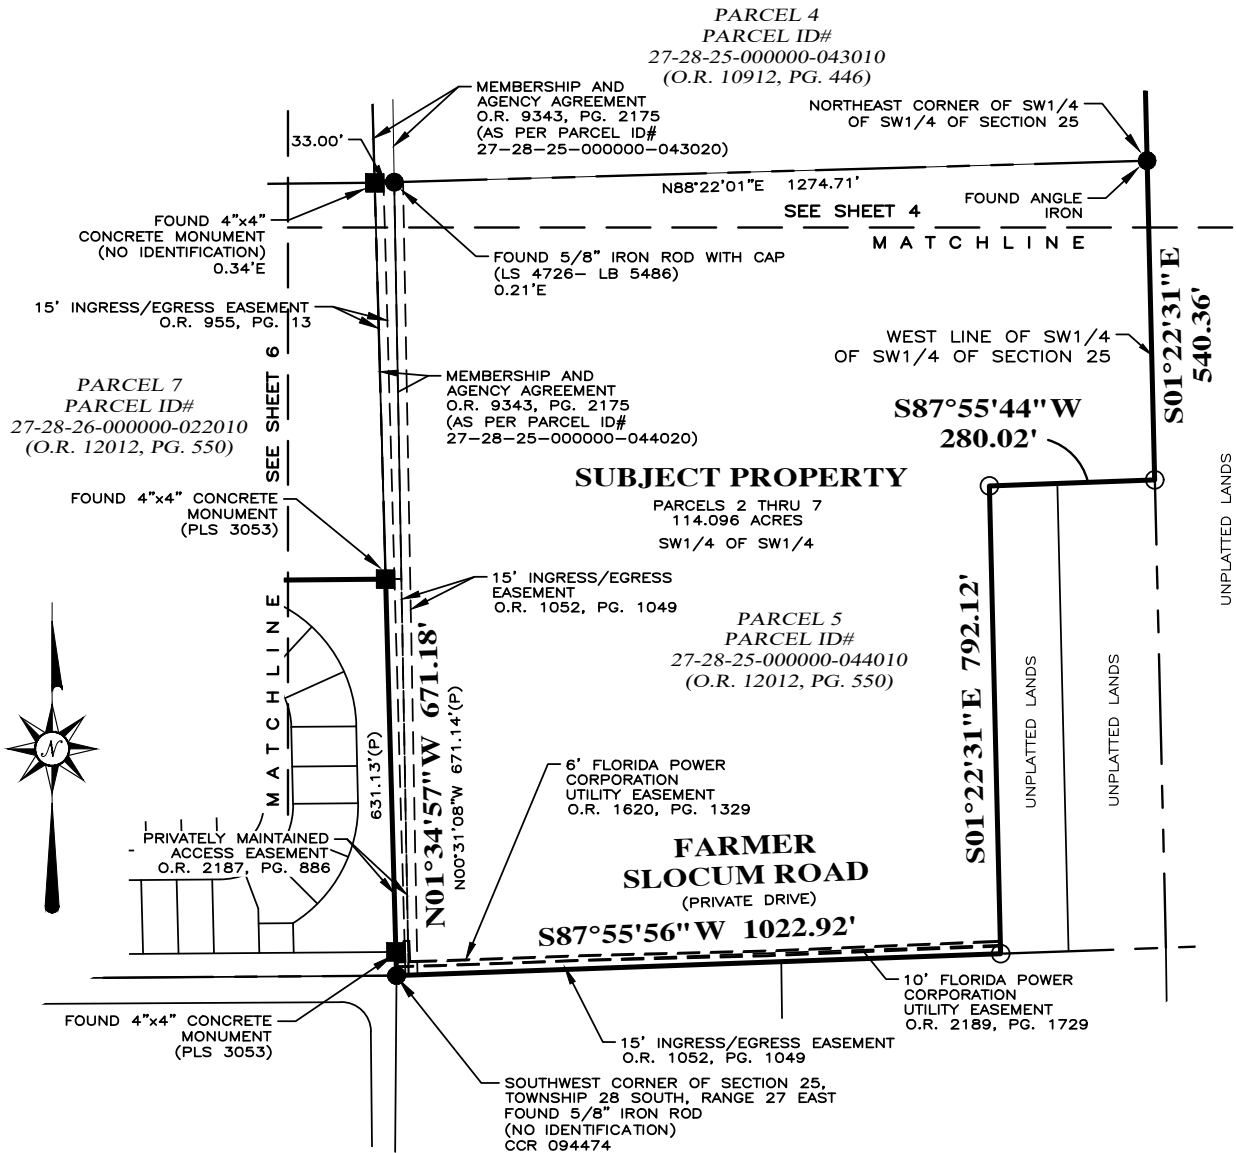 PARCEL 4
PARCEL ID#
27-28-25-000000-043010
(O.R. 10912, PG. 446)
MEMBERSHIP AND
AGENCY AGREEMENT
O.R. 9343, PG. 2175
(AS PER PARCEL ID#
27-28-25-000000-043020)
NORTHEAST CORNER OF SW1/4
OF SW1/4 OF SECTION 25
33.00'
N88°22'01"E 1274.71'
SEE SHEET 4
FOUND ANGLE
IRON
MATCHLINE
FOUND 4"x4"
CONCRETE MONUMENT
(NO IDENTIFICATION)
0.34'E
FOUND 5/8" IRON ROD WITH CAP
(LS 4726- LB 5486)
0.21'E
15' INGRESS/EGRESS EASEMENT
O.R. 955, PG. 13
S01°22'31"E
540.36'
WEST LINE OF SW1/4
OF SW1/4 OF SECTION 25
SEE SHEET 6
PARCEL 7
PARCEL ID#
27-28-26-000000-022010
(O.R. 12012, PG. 550)
MEMBERSHIP AND
AGENCY AGREEMENT
O.R. 9343, PG. 2175
(AS PER PARCEL ID#
27-28-25-000000-044020)
S87°55'44"W
280.02'
SUBJECT PROPERTY
PARCELS 2 THRU 7
114.096 ACRES
SW1/4 OF SW1/4
UNPLATTED LANDS
FOUND 4"x4" CONCRETE
MONUMENT
(PLS 3053)
15' INGRESS/EGRESS
EASEMENT
O.R. 1052, PG. 1049
MATCHLINE
N
PARCEL 5
PARCEL ID#
27-28-25-000000-044010
(O.R. 12012, PG. 550)
S01°22'31"E 792.12'
UNPLATTED LANDS
UNPLATTED LANDS
631.13'(P)
N01°34'57"W 671.18'
N00°31'08"W 671.14'(P)
6' FLORIDA POWER
CORPORATION
UTILITY EASEMENT
O.R. 1620, PG. 1329
PRIVATELY MAINTAINED
ACCESS EASEMENT
O.R. 2187, PG. 886
FARMER
SLOCUM ROAD
(PRIVATE DRIVE)
S87°55'56"W 1022.92'
10' FLORIDA POWER
CORPORATION
UTILITY EASEMENT
O.R. 2189, PG. 1729
FOUND 4"x4" CONCRETE
MONUMENT
(PLS 3053)
15' INGRESS/EGRESS EASEMENT
O.R. 1052, PG. 1049
SOUTHWEST CORNER OF SECTION 25,
TOWNSHIP 28 SOUTH, RANGE 27 EAST
FOUND 5/8" IRON ROD
(NO IDENTIFICATION)
CCR 094474